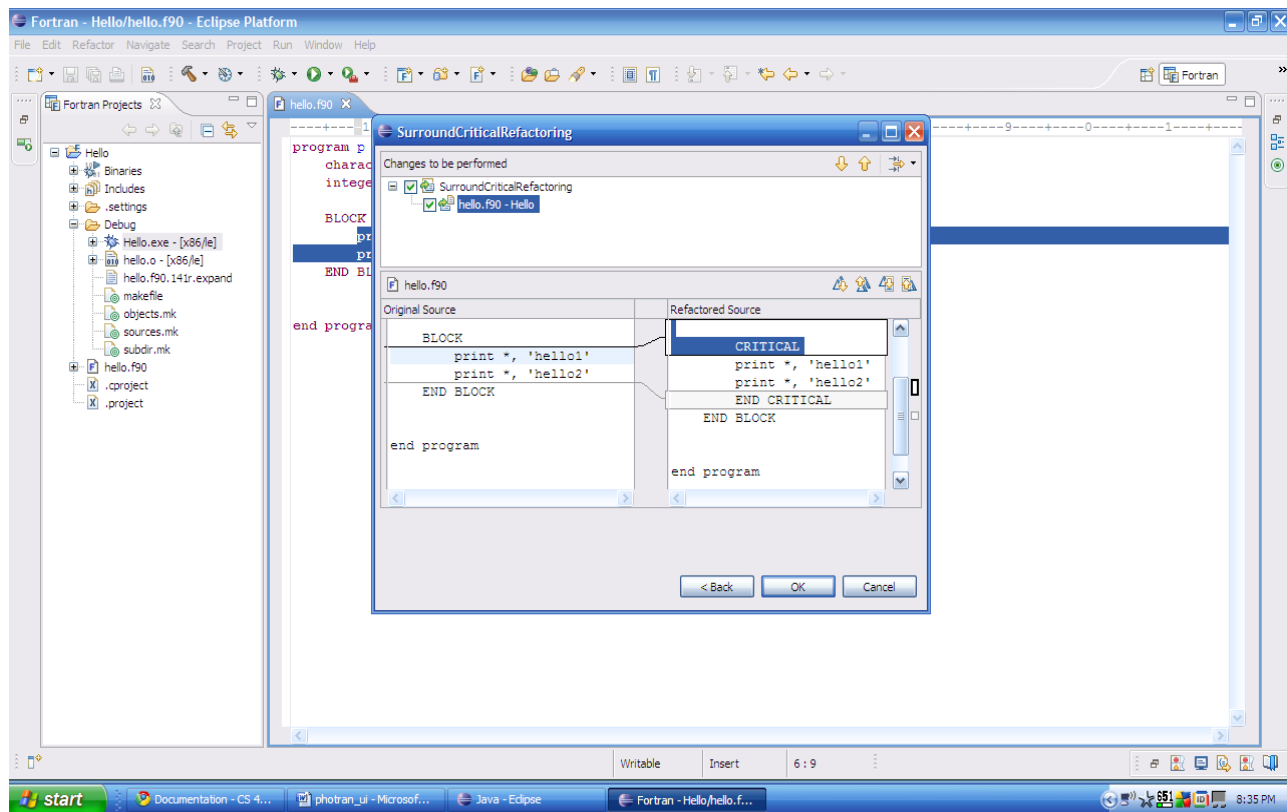 Fortran - Hello/hello.f90 - Eclipse Platform
File Edit Refactor Navigate Search Project Run Window Help
Fortran
Fortran Projects
hello.f90
Hello
Binaries
Includes
.settings
Debug
Hello.exe - [x86/le]
hello.o - [x86/le]
hello.f90.141r.expand
makefile
objects.mk
sources.mk
subdir.mk
hello.f90
.cproject
.project
----+---- 1
----+----9----+----0----+----1----+----
program p
charac
intege
BLOCK
pr
pr
END BL
end progra
SurroundCriticalRefactoring
Changes to be performed
SurroundCriticalRefactoring
hello.f90 - Hello
hello.f90
Original Source
BLOCK
print *, 'hello1'
print *, 'hello2'
END BLOCK
end program
Refactored Source
CRITICAL
print *, 'hello1'
print *, 'hello2'
END CRITICAL
END BLOCK
end program
< Back OK Cancel
Writable Insert 6 : 9
start
Documentation - CS 4...
photran_ui - Microsof...
Java - Eclipse
Fortran - Hello/hello.f...
8:35 PM